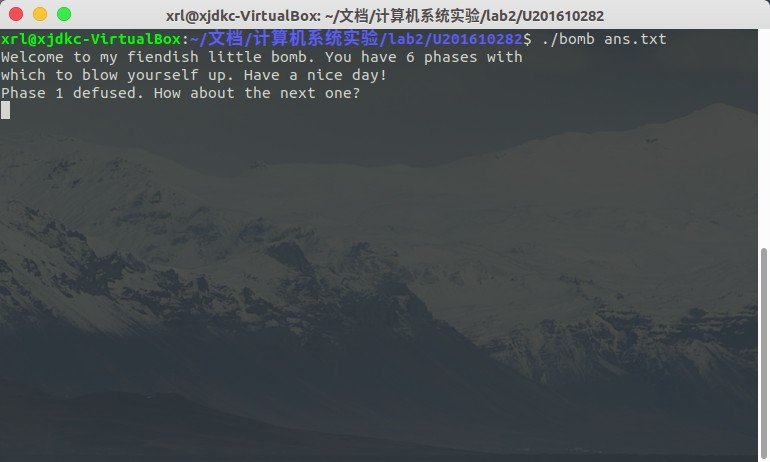 xrl@xjdkc-VirtualBox: ~/文档/计算机系统实验/lab2/U201610282
xrl@xjdkc-VirtualBox:~/文档/计算机系统实验/lab2/U201610282$ ./bomb ans.txt
Welcome to my fiendish little bomb. You have 6 phases with
which to blow yourself up. Have a nice day!
Phase 1 defused. How about the next one?